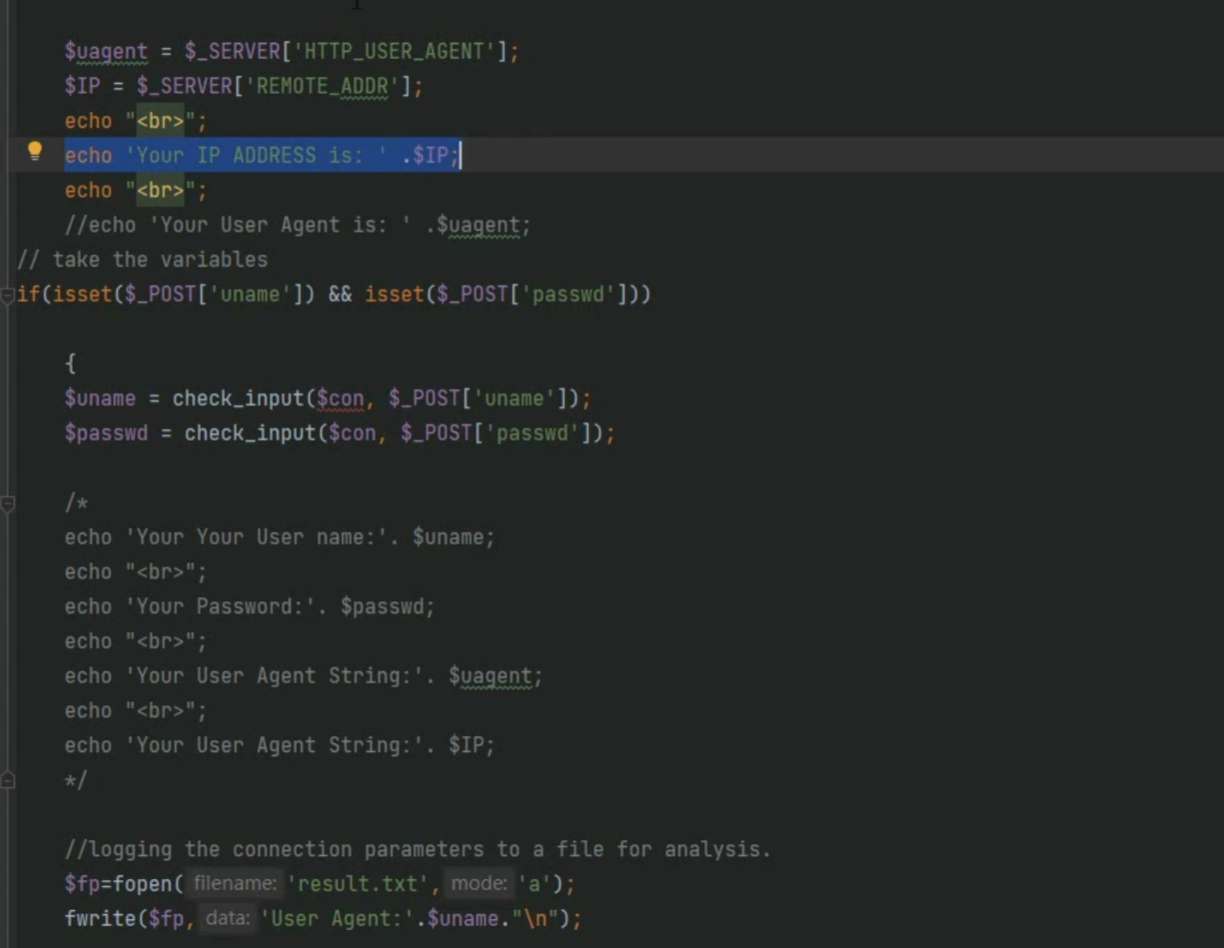 $uagent = $_SERVER['HTTP_USER_AGENT'];
$IP = $_SERVER['REMOTE_ADDR'];
echo "<br>";
echo 'Your IP ADDRESS is: ' .$IP;
echo "<br>";
//echo 'Your User Agent is: ' .$uagent;
// take the variables
if(isset($_POST['uname']) && isset($_POST['passwd']))
{
$uname = check_input($con, $_POST['uname']);
$passwd = check_input($con, $_POST['passwd']);
/*
echo 'Your Your User name:'. $uname;
echo "<br>";
echo 'Your Password:'. $passwd;
echo "<br>";
echo 'Your User Agent String:'. $uagent;
echo "<br>";
echo 'Your User Agent String:'. $IP;
*/
//logging the connection parameters to a file for analysis.
$fp=fopen( filename: 'result.txt', mode: 'a');
fwrite($fp, data: 'User Agent:'.$uname."\n");